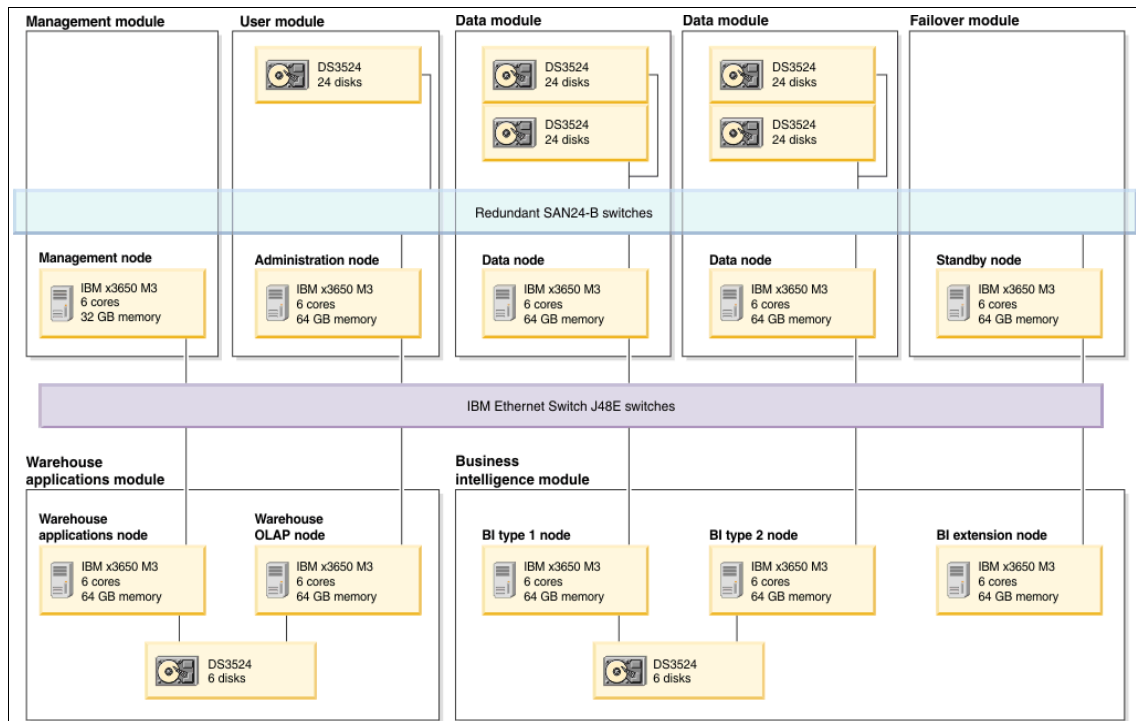 Management module
User module
Data module
Data module
Failover module
DS3524
24 disks
DS3524
24 disks
DS3524
24 disks
DS3524
24 disks
DS3524
24 disks
Redundant SAN24-B switches
Management node
IBM x3650 M3
6 cores
32 GB memory
Administration node
IBM x3650 M3
6 cores
64 GB memory
Data node
IBM x3650 M3
6 cores
64 GB memory
Data node
IBM x3650 M3
6 cores
64 GB memory
Standby node
IBM x3650 M3
6 cores
64 GB memory
IBM Ethernet Switch J48E switches
Warehouse
applications module
Business
intelligence module
Warehouse
applications node
IBM x3650 M3
6 cores
64 GB memory
Warehouse
OLAP node
IBM x3650 M3
6 cores
64 GB memory
BI type 1 node
IBM x3650 M3
6 cores
64 GB memory
BI type 2 node
IBM x3650 M3
6 cores
64 GB memory
BI extension node
IBM x3650 M3
6 cores
64 GB memory
DS3524
6 disks
DS3524
6 disks